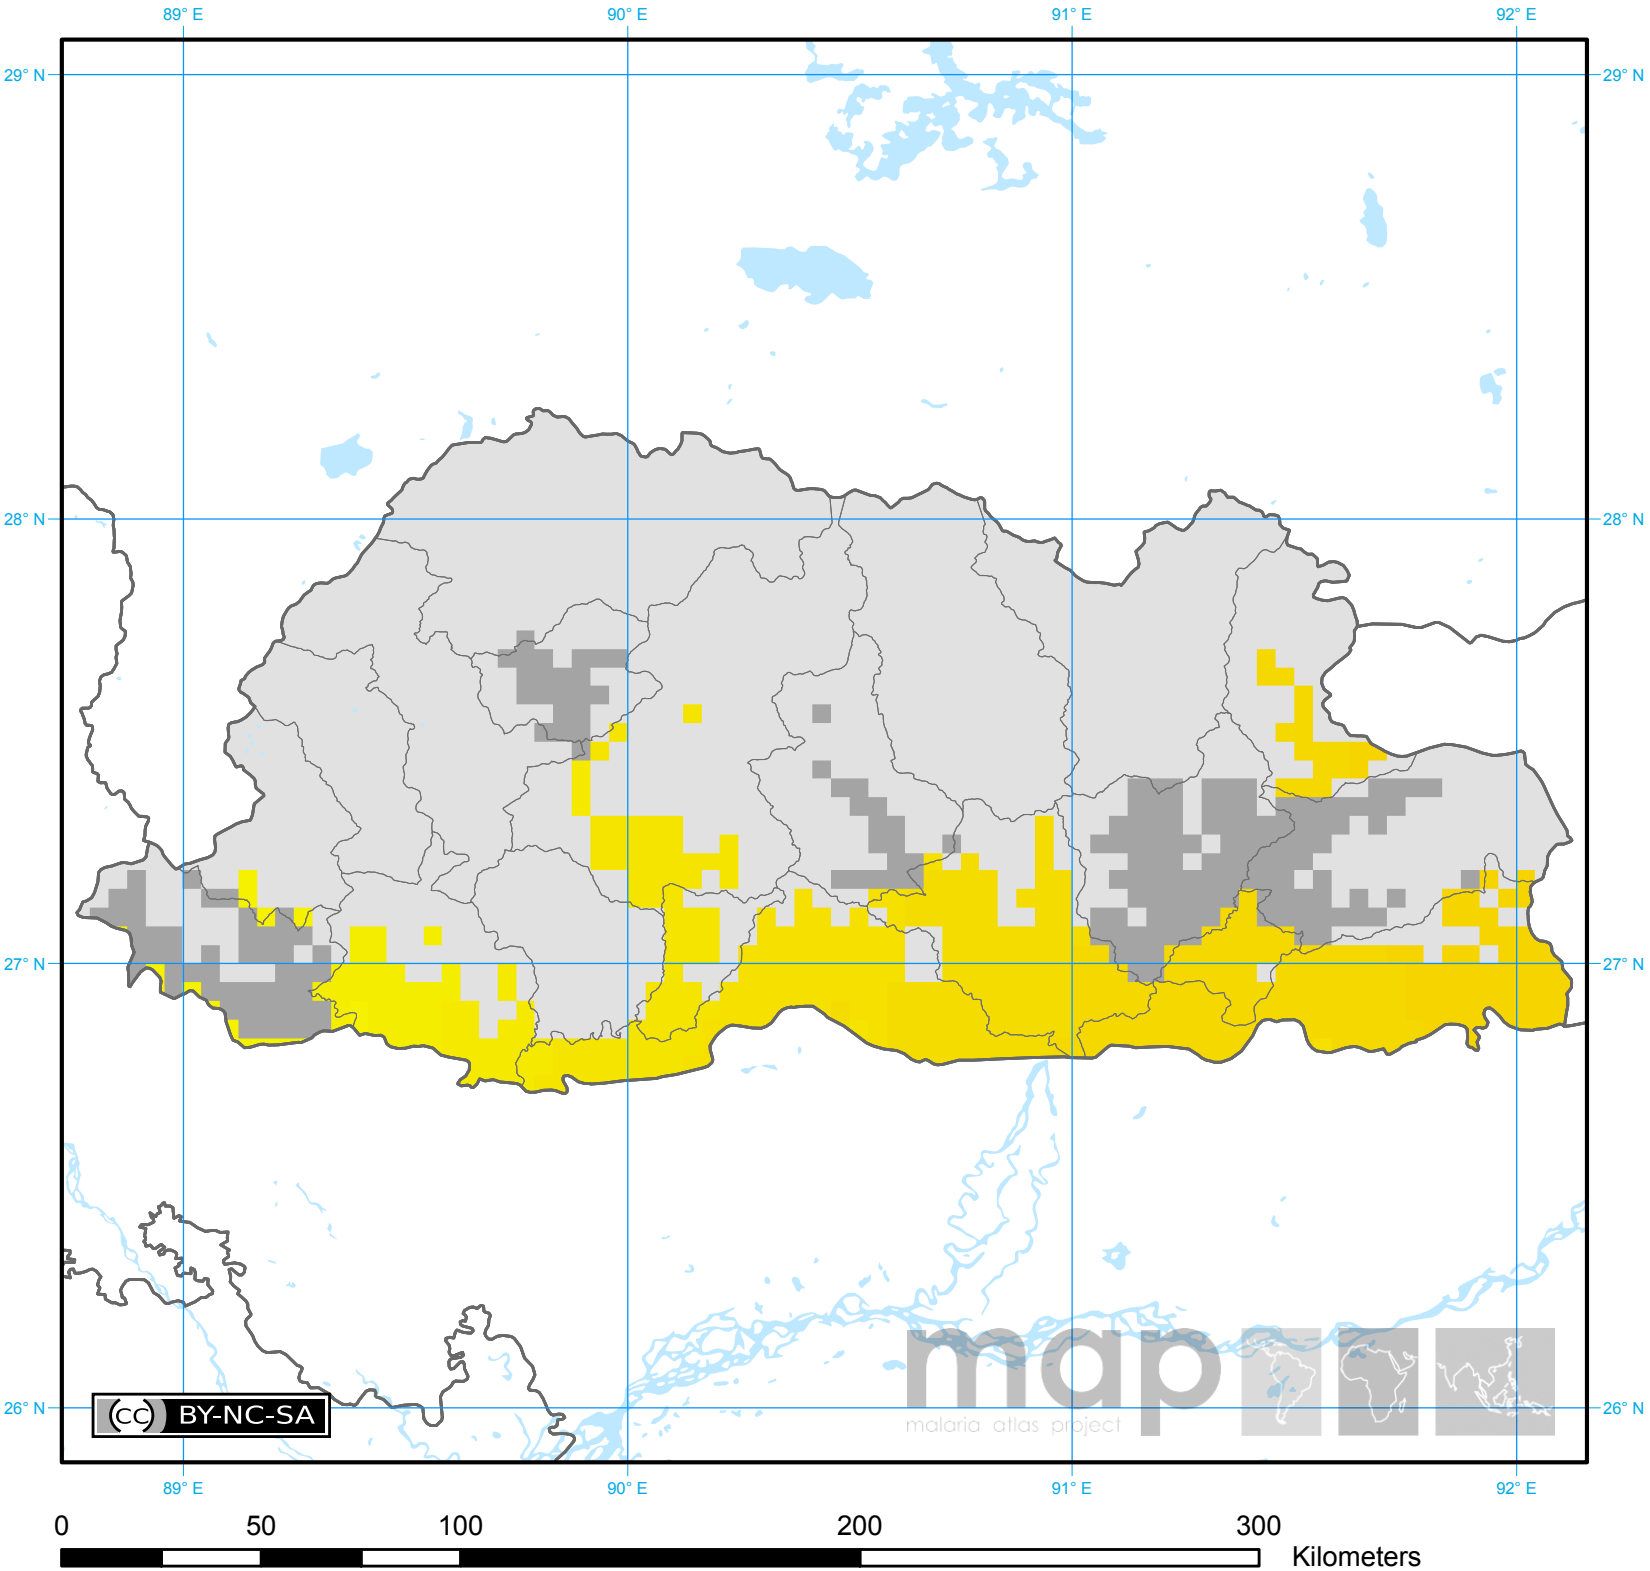 89° E 90° E 91° E 92° E
29° N 29° N
28° N 28° N
27° N 27° N
map
malaria atlas project
26° N 26° N
(cc) BY-NC-SA
89° E 90° E 91° E 92° E
0 50 100 200 300
Kilometers